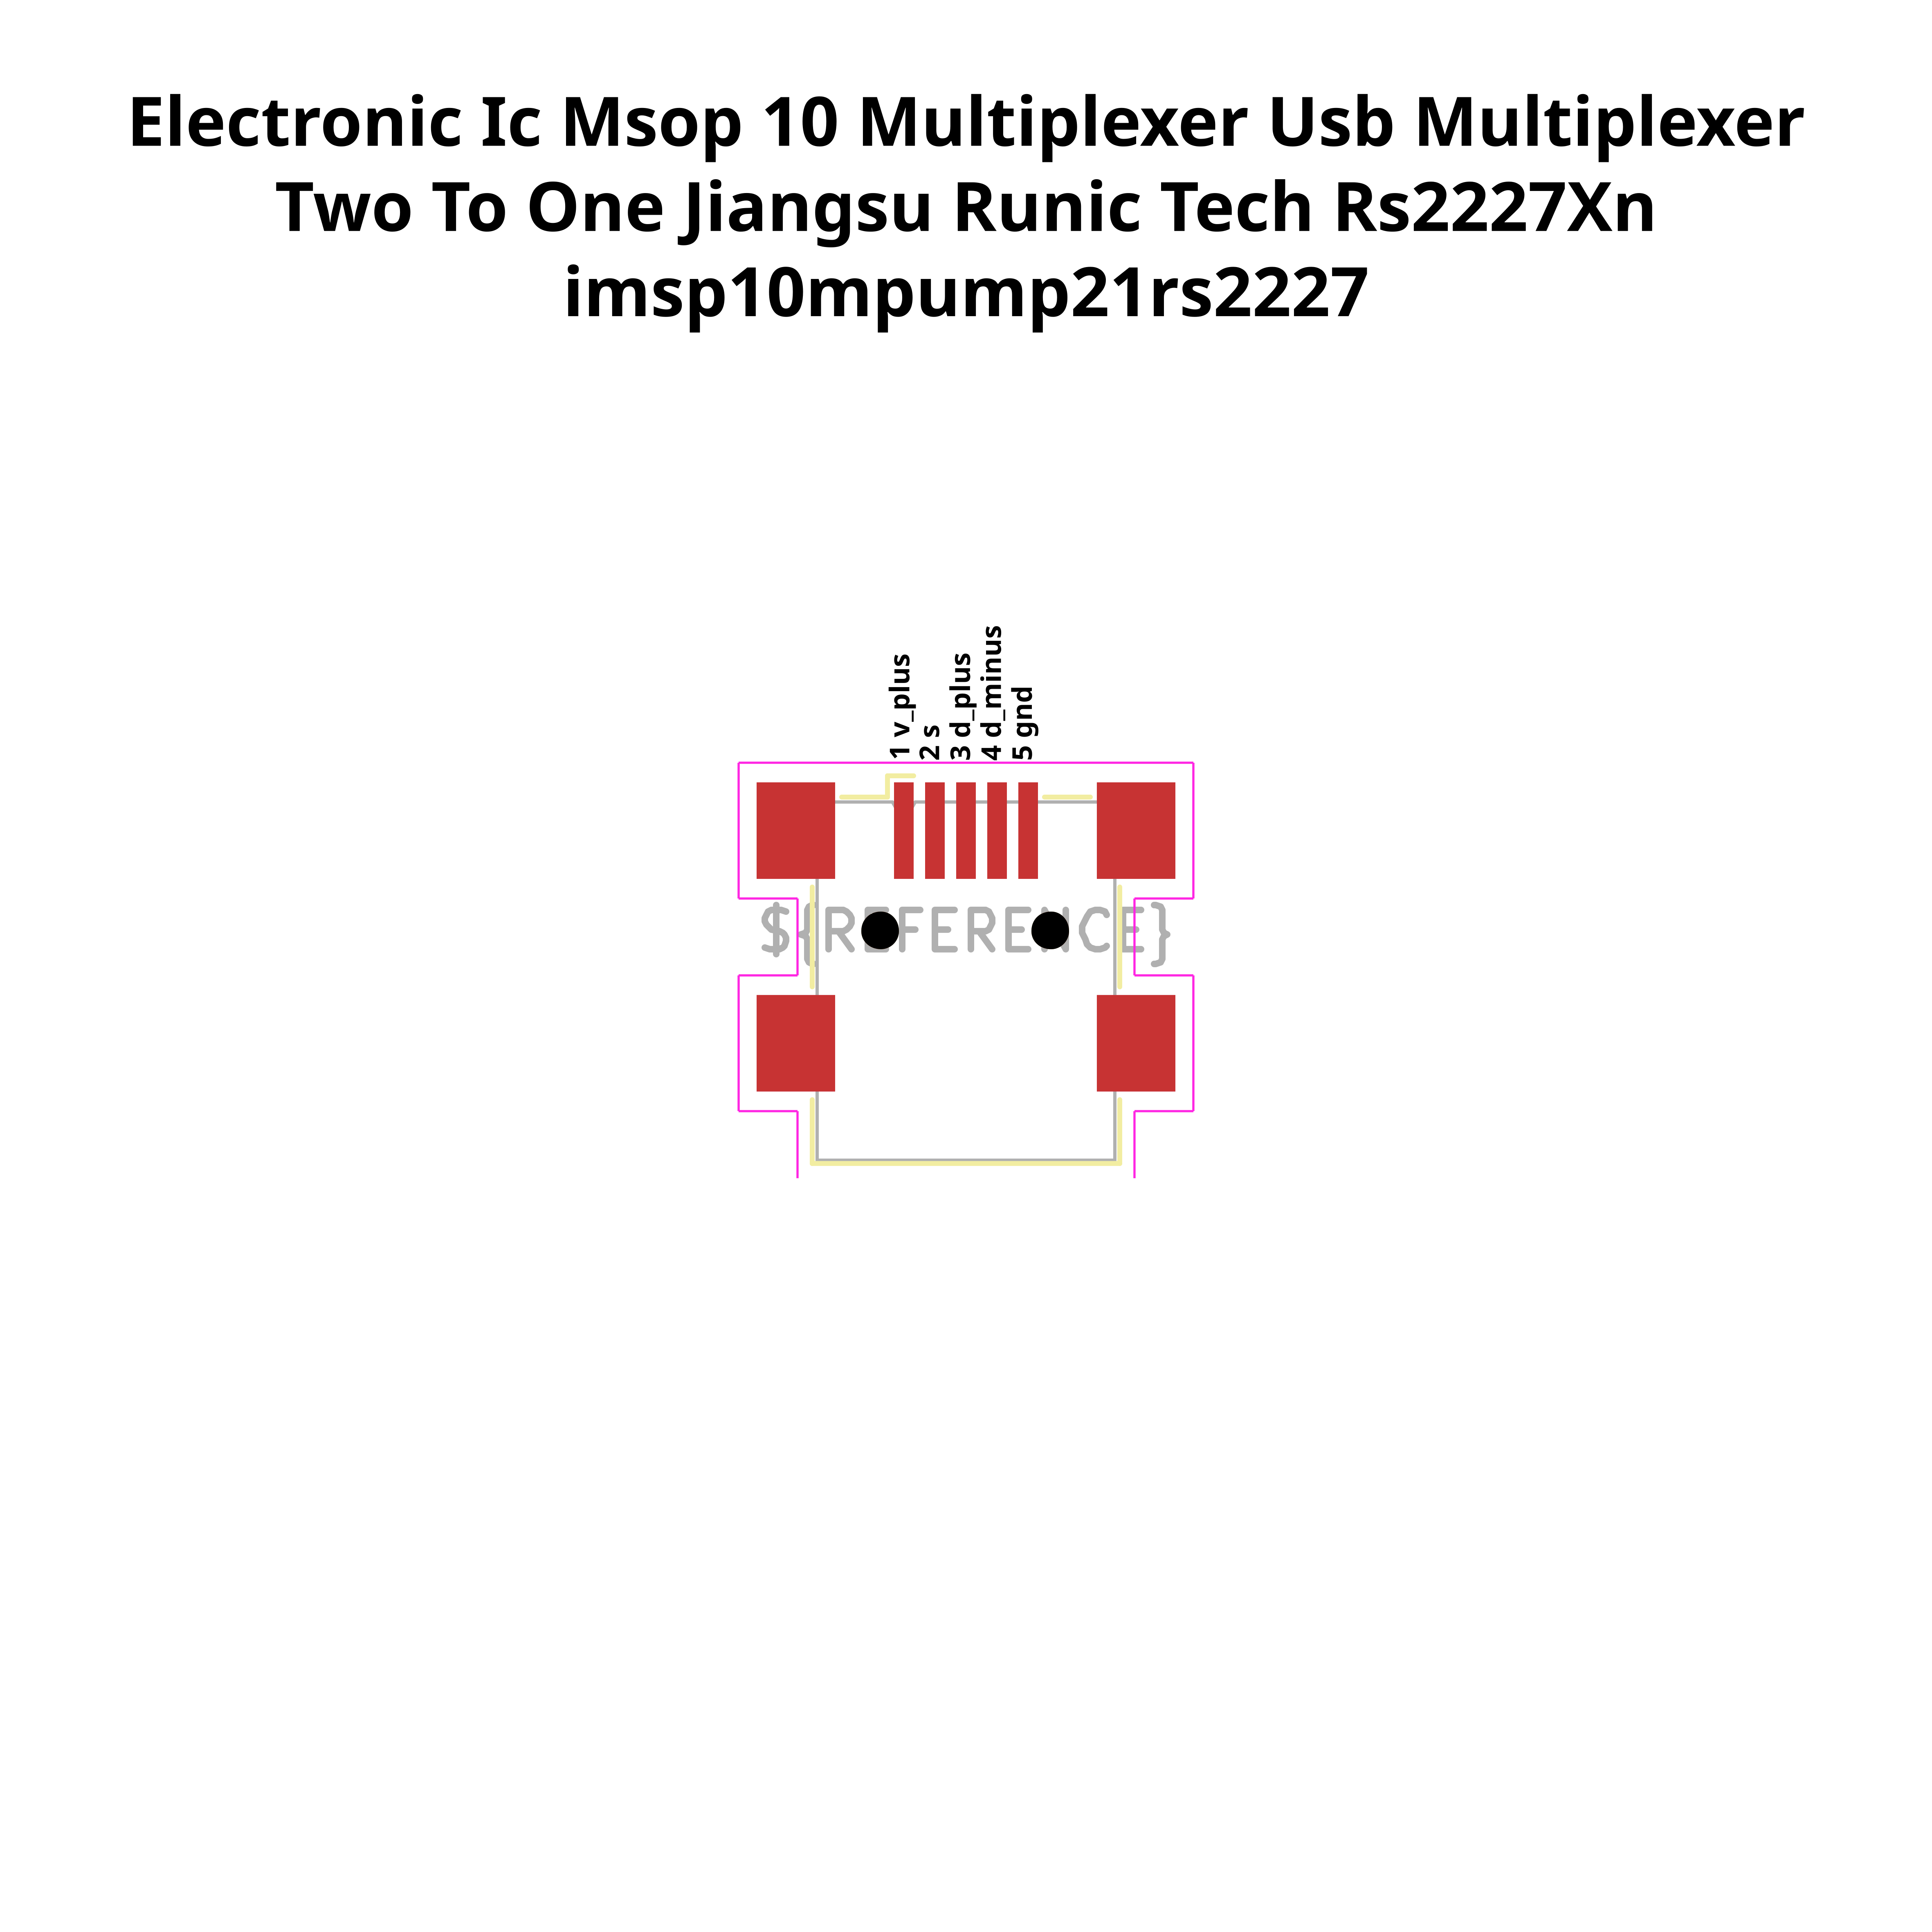 Electronic Ic Msop 10 Multiplexer Usb Multiplexer
Two To One Jiangsu Runic Tech Rs2227Xn
imsp10mpump21rs2227
1 v_plus
2 s
3 d_plus
4 d_minus
5 gnd
${REFERENCE}